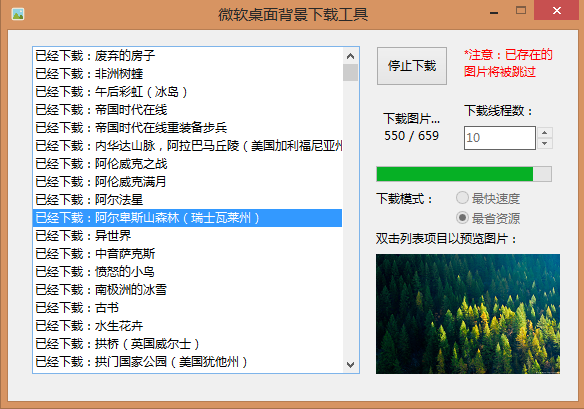 微软桌面背景下载工具
已经下载：废弃的房子
已经下载：非洲树蝰
已经下载：午后彩虹（冰岛）
已经下载：帝国时代在线
已经下载：帝国时代在线重装备步兵
已经下载：内华达山脉，阿拉巴马丘陵（美国加利福尼亚州
已经下载：阿伦威克之战
已经下载：阿伦威克满月
已经下载：阿尔法星
已经下载：阿尔卑斯山森林（瑞士瓦莱州）
已经下载：异世界
已经下载：中音萨克斯
已经下载：愤怒的小鸟
已经下载：南极洲的冰雪
已经下载：古书
已经下载：水生花卉
已经下载：拱桥（英国威尔士）
已经下载：拱门国家公园（美国犹他州）
停止下载
*注意：已存在的
图片将被跳过
下载图片...
550 / 659
下载线程数：
10
下载模式：
最快速度
最省资源
双击列表项目以预览图片：